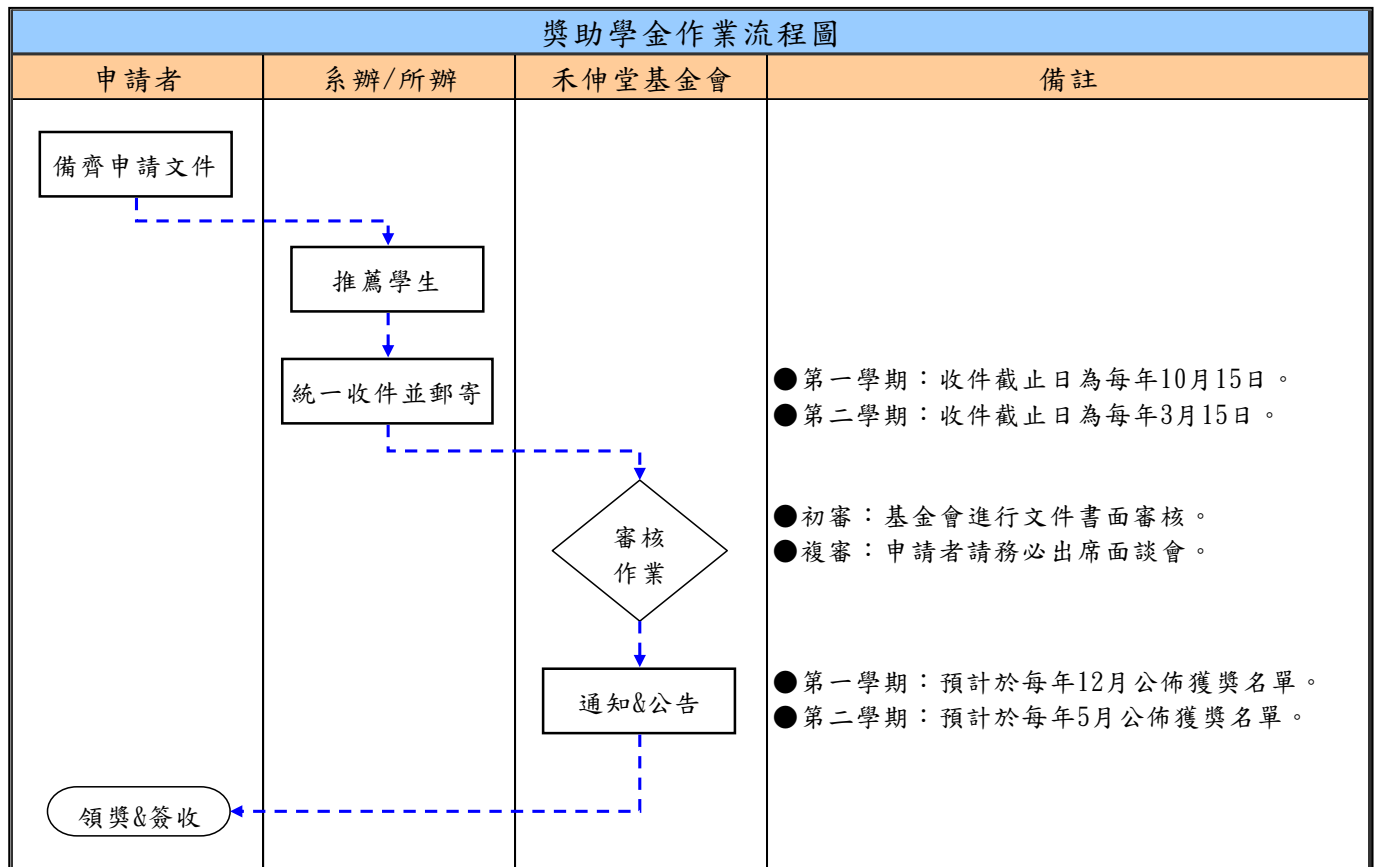 獎助學金作業流程圖
申請者
系辦/所辦
禾伸堂基金會
備註
備齊申請文件
推薦學生
統一收件並郵寄
●第一學期：收件截止日為每年10月15日。
●第二學期：收件截止日為每年3月15日。
審核
作業
●初審：基金會進行文件書面審核。
●複審：申請者請務必出席面談會。
通知&公告
●第一學期：預計於每年12月公佈獲獎名單。
●第二學期：預計於每年5月公佈獲獎名單。
領獎&簽收